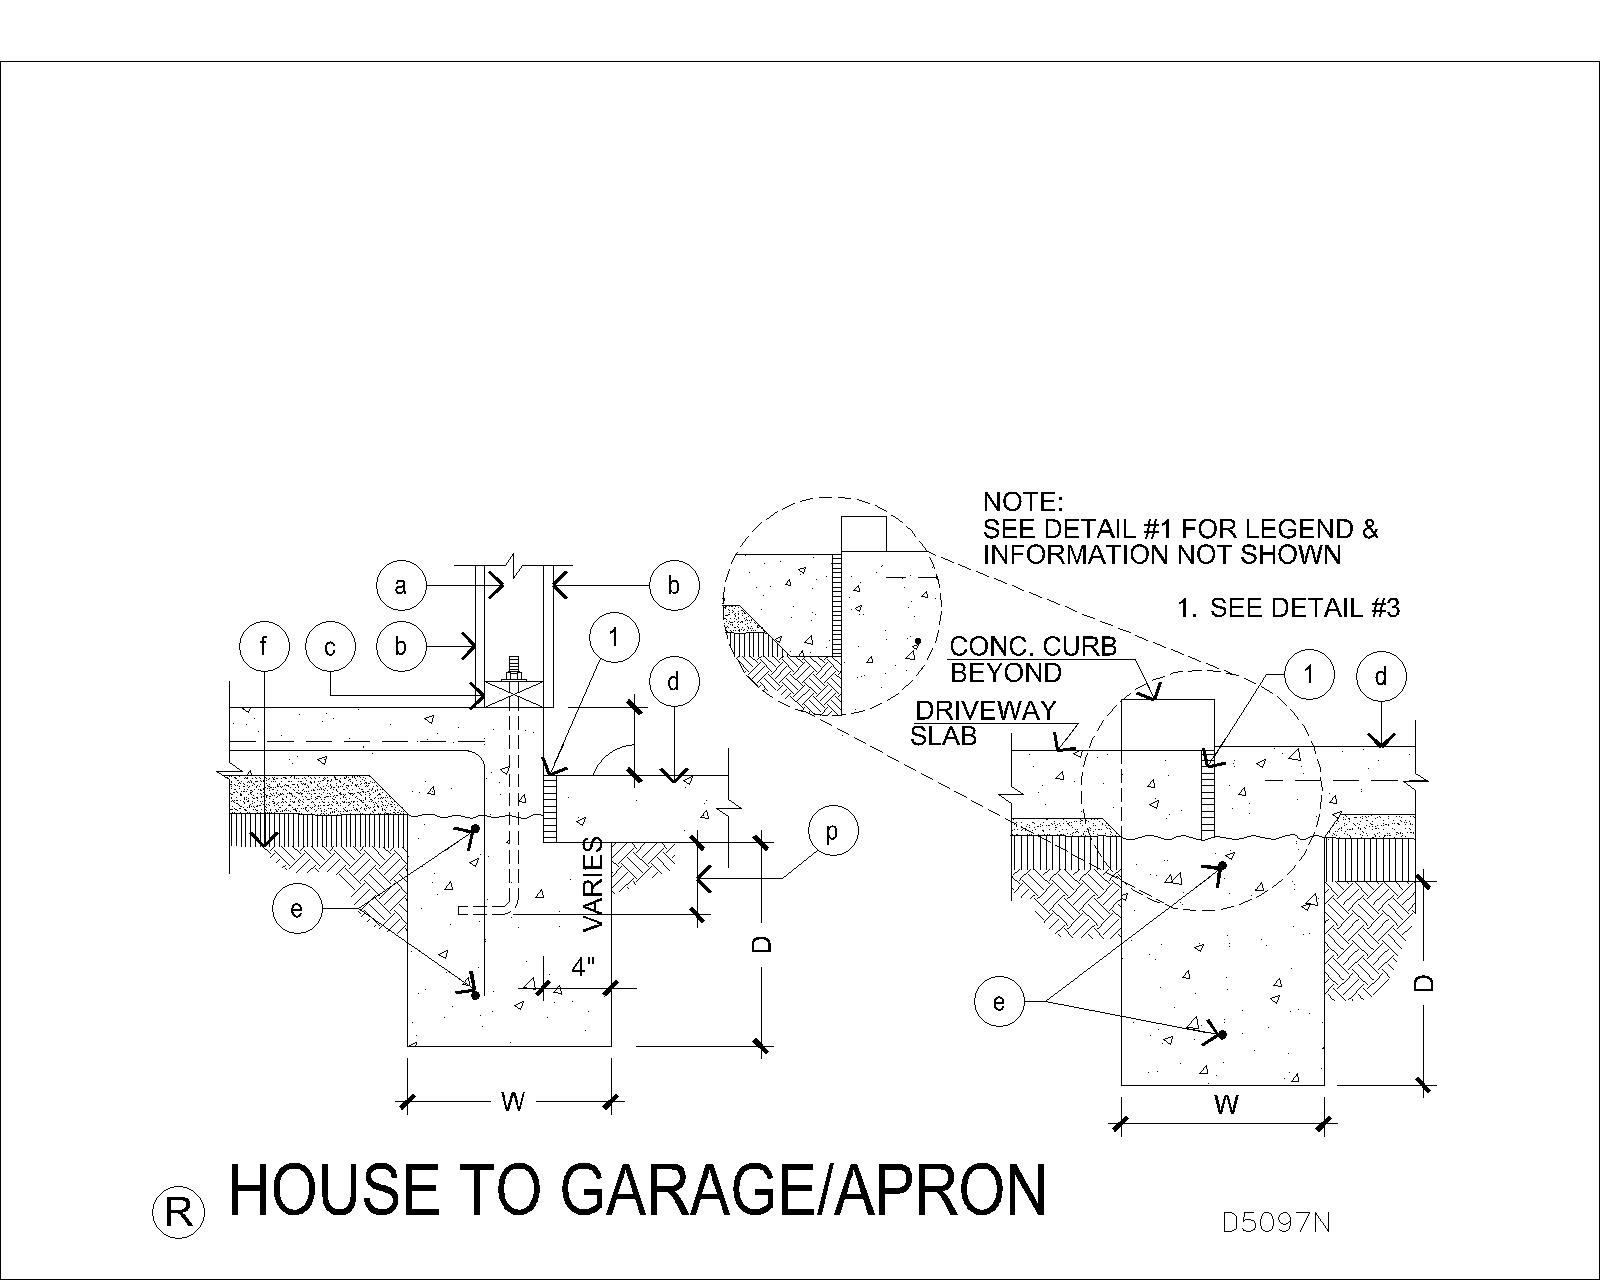 NOTE:
SEE DETAIL #1 FOR LEGEND &
INFORMATION NOT SHOWN
1. SEE DETAIL #3
a
b
f
c
b
1
d
p
e
VARIES
4"
D
W
CONC. CURB
BEYOND
DRIVEWAY
SLAB
1
d
e
D
W
R
HOUSE TO GARAGE/APRON
D5097N